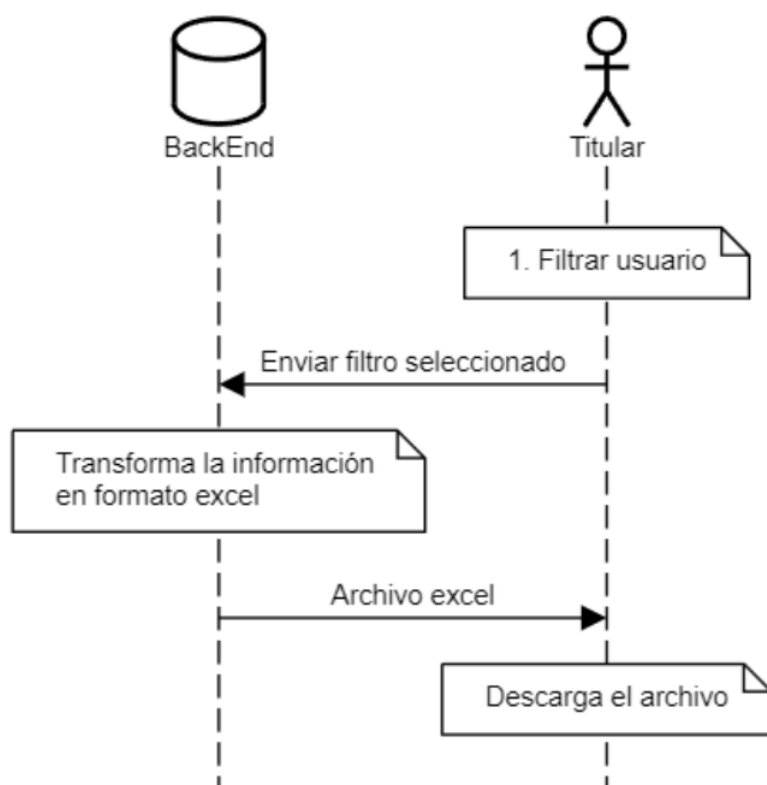 BackEnd
Titular
1. Filtrar usuario
Enviar filtro seleccionado
Transforma la información
en formato excel
Archivo excel
Descarga el archivo